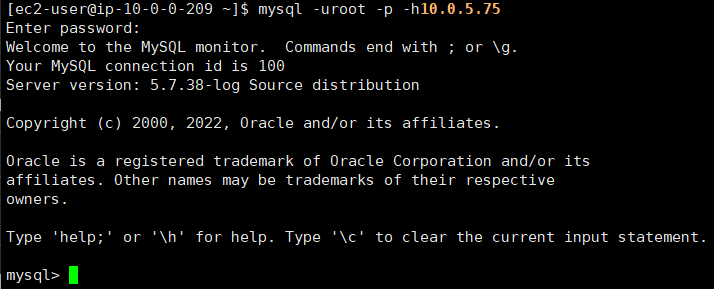 [ec2-user@ip-10-0-0-209 ~]$ mysql -uroot -p -h10.0.5.75
Enter password:
Welcome to the MySQL monitor.  Commands end with ; or \g.
Your MySQL connection id is 100
Server version: 5.7.38-log Source distribution
Copyright (c) 2000, 2022, Oracle and/or its affiliates.
Oracle is a registered trademark of Oracle Corporation and/or its
affiliates. Other names may be trademarks of their respective
owners.
Type 'help;' or '\h' for help. Type '\c' to clear the current input statement.
mysql>